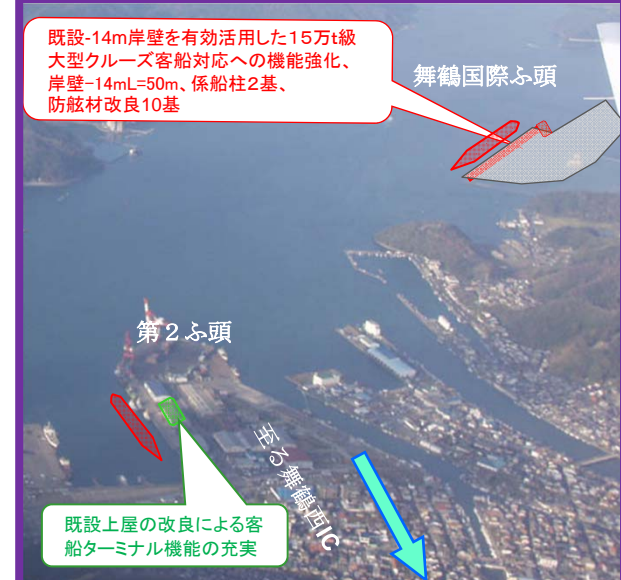 既設-14m岸壁を有効活用した１５万t級
大型クルーズ客船対応への機能強化、
岸壁-14mL=50m、係船柱２基、
防舷材改良10基
舞鶴国際ふ頭
第２ふ頭
至る舞鶴西IC
既設上屋の改良による客
船ターミナル機能の充実